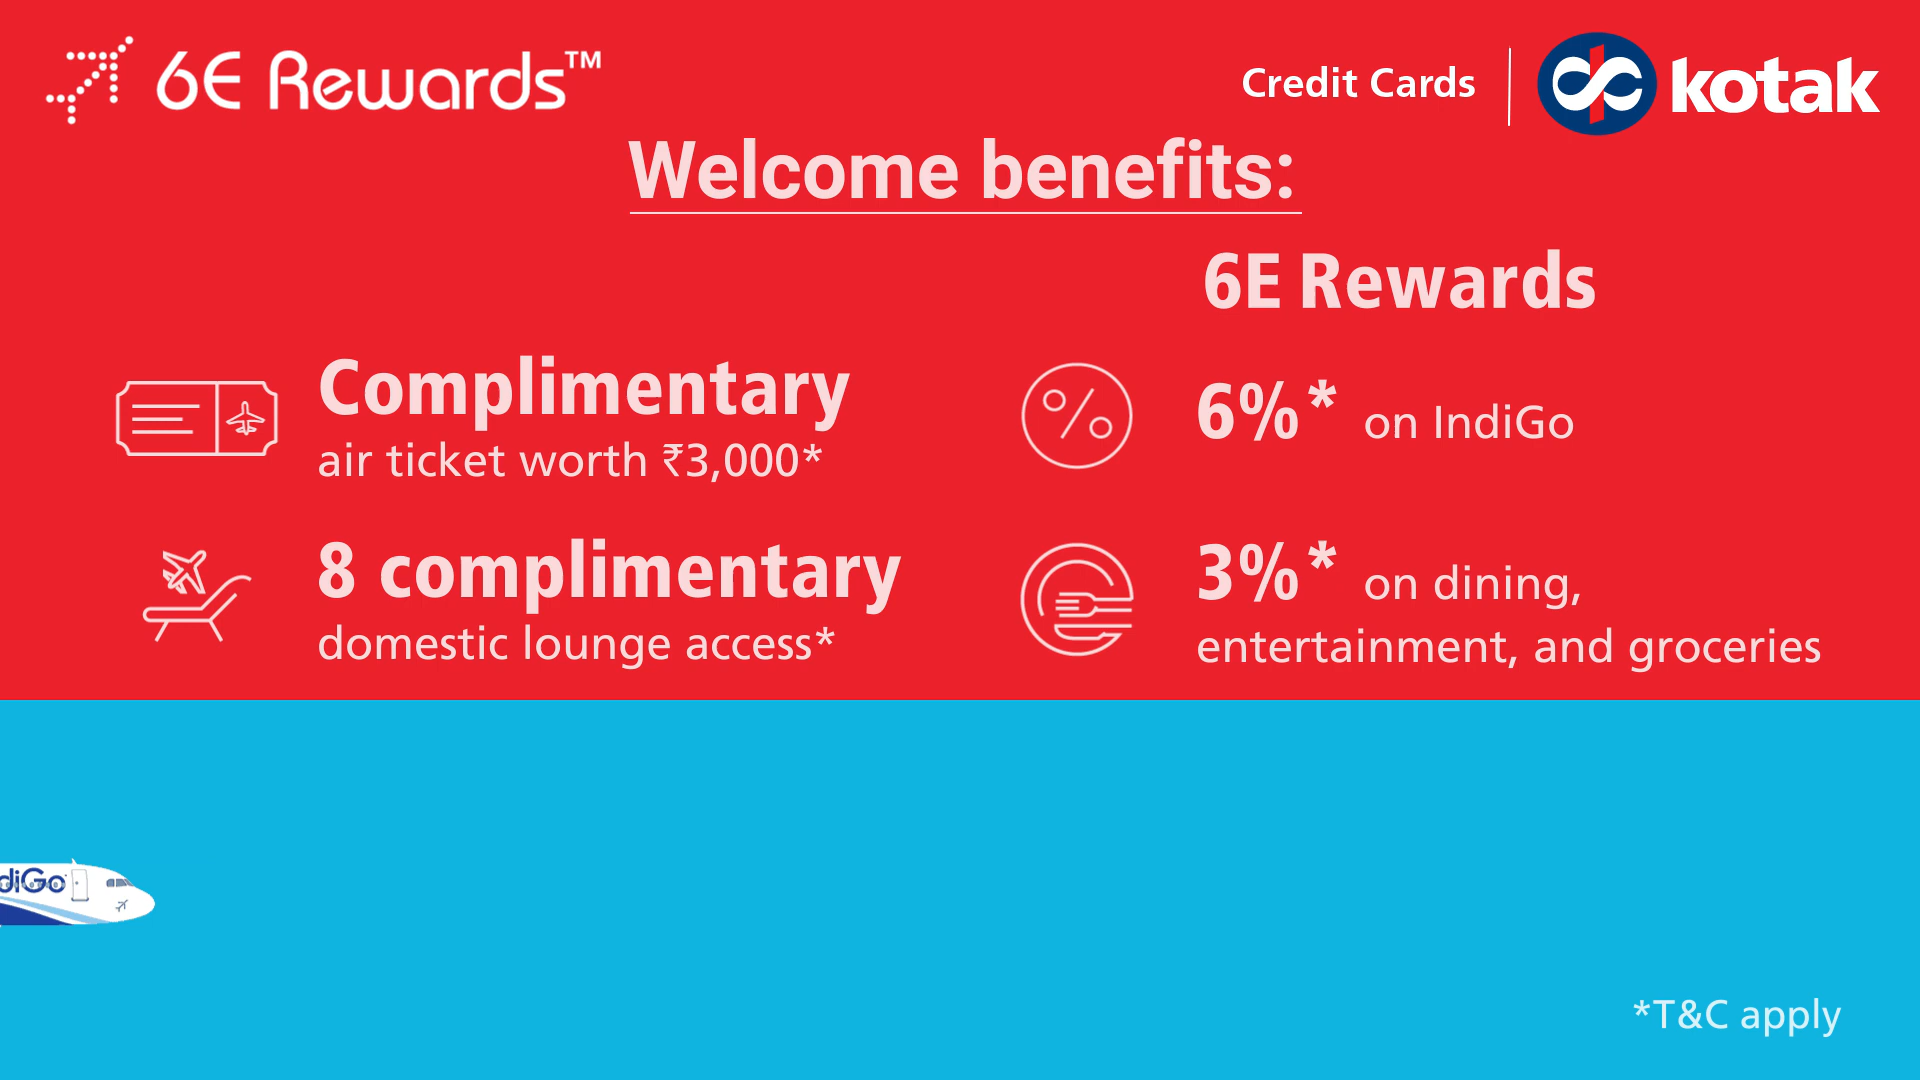 6E Rewards™
Credit Cards
kotak
Welcome benefits:
Complimentary
air ticket worth ₹3,000*
8 complimentary
domestic lounge access*
6E Rewards
6%* on IndiGo
3%* on dining,
entertainment, and groceries
diGo
*T&C apply